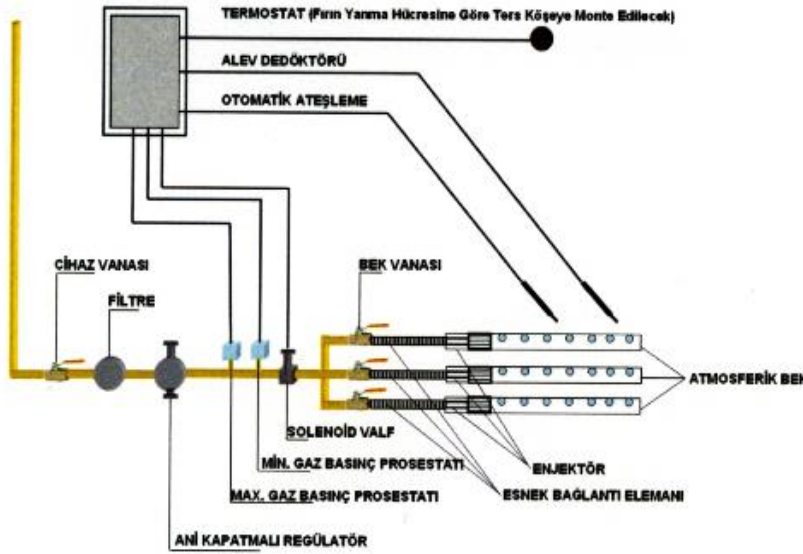 TERMOSTAT (Fırın Yanma Hücresine Göre Ters Köşeye Monte Edilecek)
ALEV DEDÖKTÖRÜ
OTOMATİK ATEŞLEME
CİHAZ VANASI
BEK VANASI
FİLTRE
ATMOSFERİK BEK
SOLENOİD VALF
MİN. GAZ BASINÇ PROSESTATI
ENJEKTÖR
MAX. GAZ BASINÇ PROSESTATI
ESNEK BAĞLANTI ELEMANI
ANİ KAPATMALI REGÜLATÖR